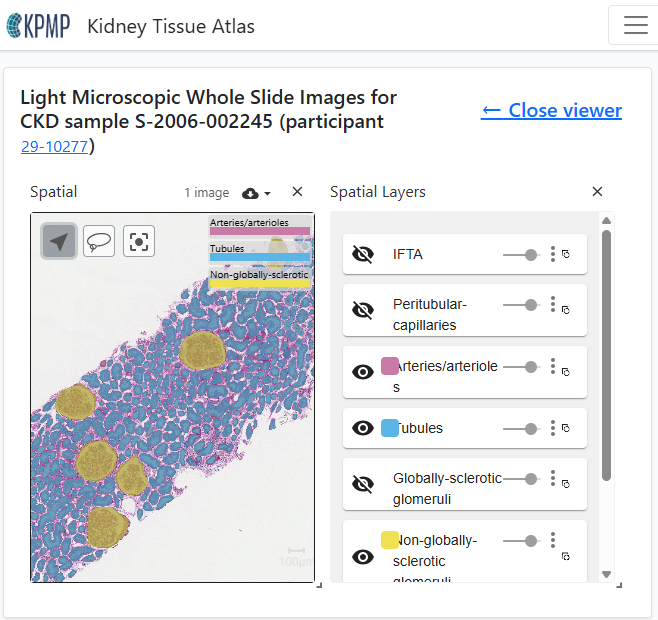 KPMP Kidney Tissue Atlas
Light Microscopic Whole Slide Images for
CKD sample S-2006-002245 (participant
29-10277)
← Close viewer
Spatial
1 image
Arteries/arterioles
Tubules
Non-globally-sclerotic
100µm
Spatial Layers
IFTA
Peritubular-
capillaries
Arteries/arteriole
s
Tubules
Globally-sclerotic
glomeruli
Non-globally-
sclerotic
glomeruli